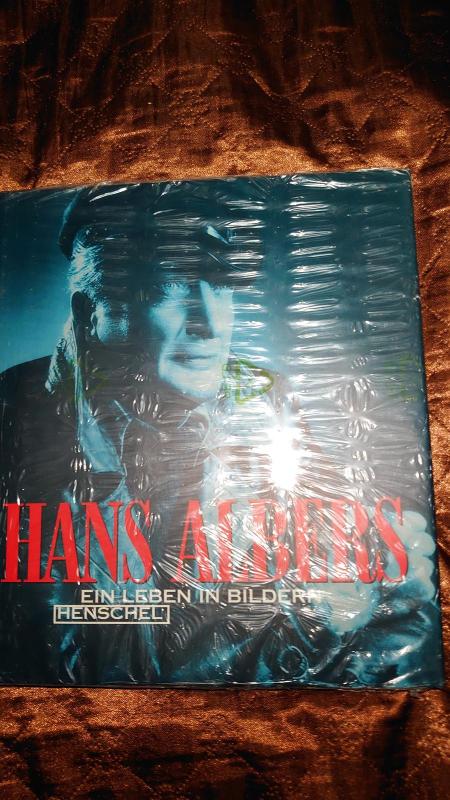 HANS ALBERS
EIN LEBEN IN BILDERN
HENSCHEL